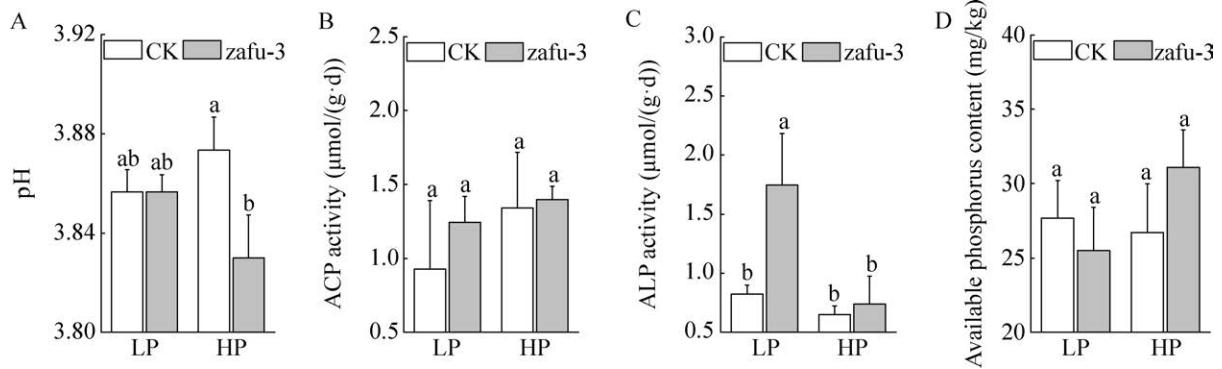 A
pH
3.92
3.88
3.84
3.80
CK
zafu-3
ab
ab
a
b
LP
HP
B
ACP activity (μmol/(g·d))
2.5
2.0
1.5
1.0
0.5
CK
zafu-3
a
a
a
a
LP
HP
C
ALP activity (μmol/(g·d))
3.0
2.5
2.0
1.5
1.0
0.5
CK
zafu-3
b
a
b
b
LP
HP
D
Available phosphorus content (mg/kg)
40
35
30
25
20
CK
zafu-3
a
a
a
a
LP
HP